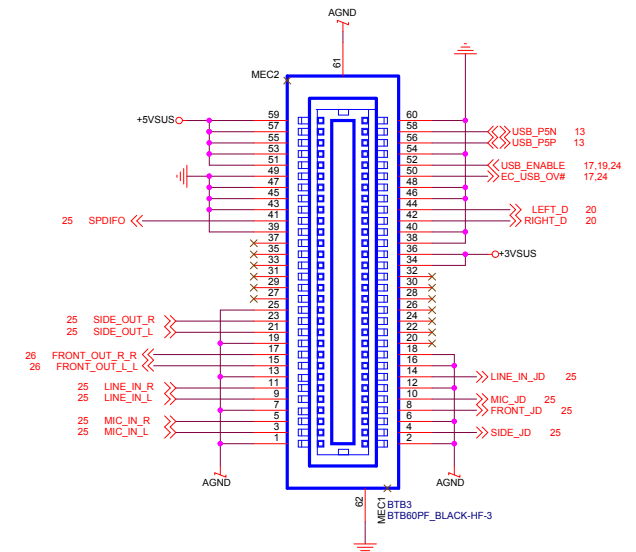 AGND
61
MEC2
+5VSUS
59
57
55
53
51
49
47
45
43
41
39
37
35
33
31
29
27
25
23
21
19
17
15
13
11
9
7
5
3
1
60
58
56
54
52
50
48
46
44
42
40
38
36
34
32
30
28
26
24
22
20
18
16
14
12
10
8
6
4
2
25 SPDIFO
25 SIDE_OUT_R
25 SIDE_OUT_L
26 FRONT_OUT_R_R
26 FRONT_OUT_L_L
25 LINE_IN_R
25 LINE_IN_L
25 MIC_IN_R
25 MIC_IN_L
AGND
USB_P5N 13
USB_P5P 13
USB_ENABLE 17,19,24
EC_USB_OV# 17,24
LEFT_D 20
RIGHT_D 20
+3VSUS
LINE_IN_JD 25
MIC_JD 25
FRONT_JD 25
SIDE_JD 25
AGND
62
MEC1
BTB3
BTB60PF_BLACK-HF-3